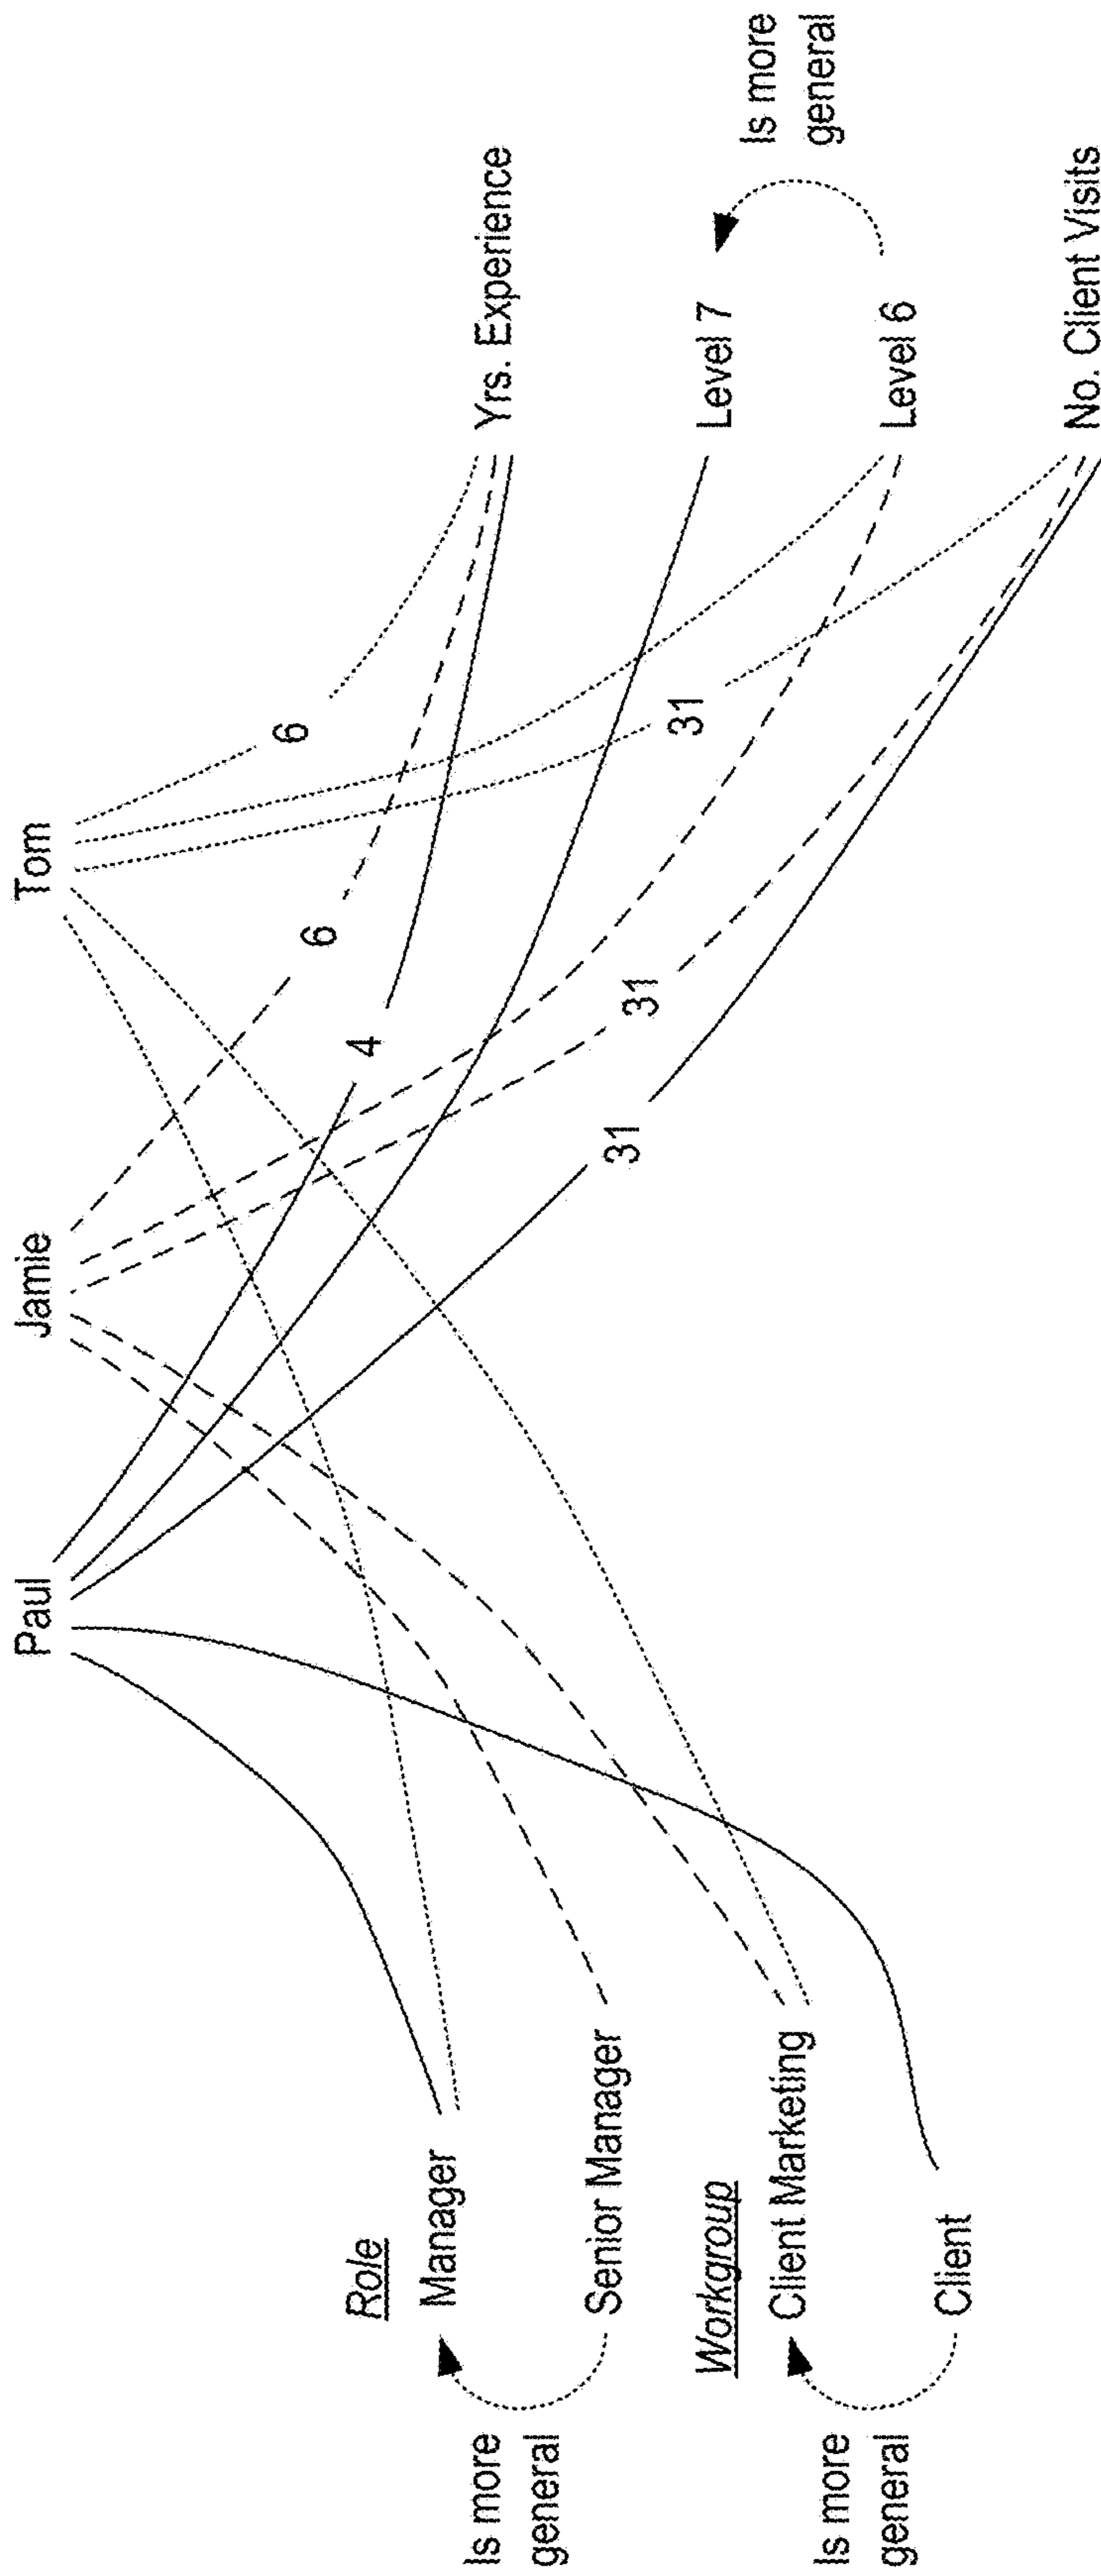 Paul
Jamie
Tom
Role
Manager
Senior Manager
Is more
general
Workgroup
Client Marketing
Client
Is more
general
6
6
4
31
31
31
Yrs. Experience
Level 7
Level 6
Is more
general
No. Client Visits